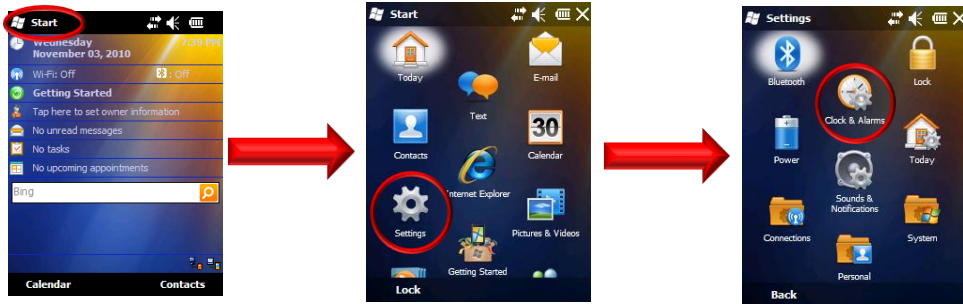 Start
Wednesday
7:39 PM
November 03, 2010
Wi-Fi: Off
: Off
Getting Started
Tap here to set owner information
No unread messages
No tasks
No upcoming appointments
Bing
Calendar
Contacts
Start
Today
E-mail
Text
30
Contacts
Calendar
Internet Explorer
Settings
Pictures & Videos
Getting Started
Lock
Settings
Bluetooth
Lock
Clock & Alarms
Power
Today
Sounds &
Notifications
Connections
System
Personal
Back